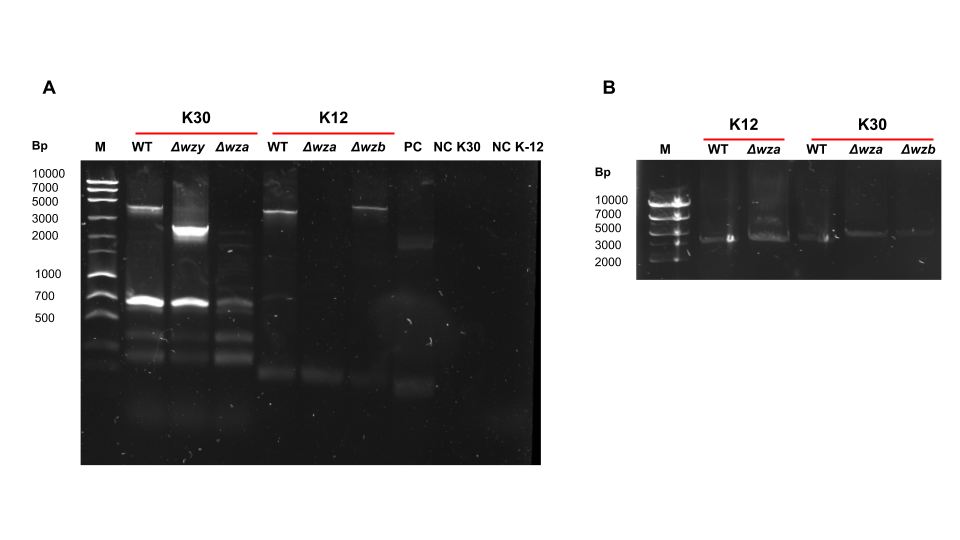 A
K30 K12
Bp M WT Δwzy Δwza WT Δwza Δwzb PC NC K30 NC K-12
10000
7000
5000
3000
2000
1000
700
500
B
K12 K30
M WT Δwza WT Δwza Δwzb
Bp
10000
7000
5000
3000
2000